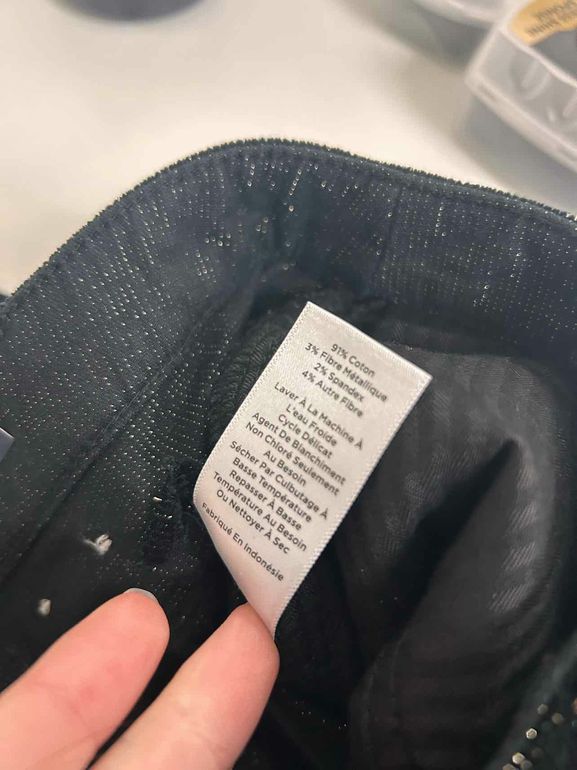 91% Coton
3% Fibre Métallique
2% Spandex
4% Autre Fibre
Laver À La Machine À
L'eau Froide
Cycle Délicat
Agent De Blanchiment
Non Chloré Seulement
Au Besoin
Sécher Par Culbutage À
Basse Température
Repasser À Basse
Température Au Besoin
Ou Nettoyer À Sec
Fabriqué En Indonésie